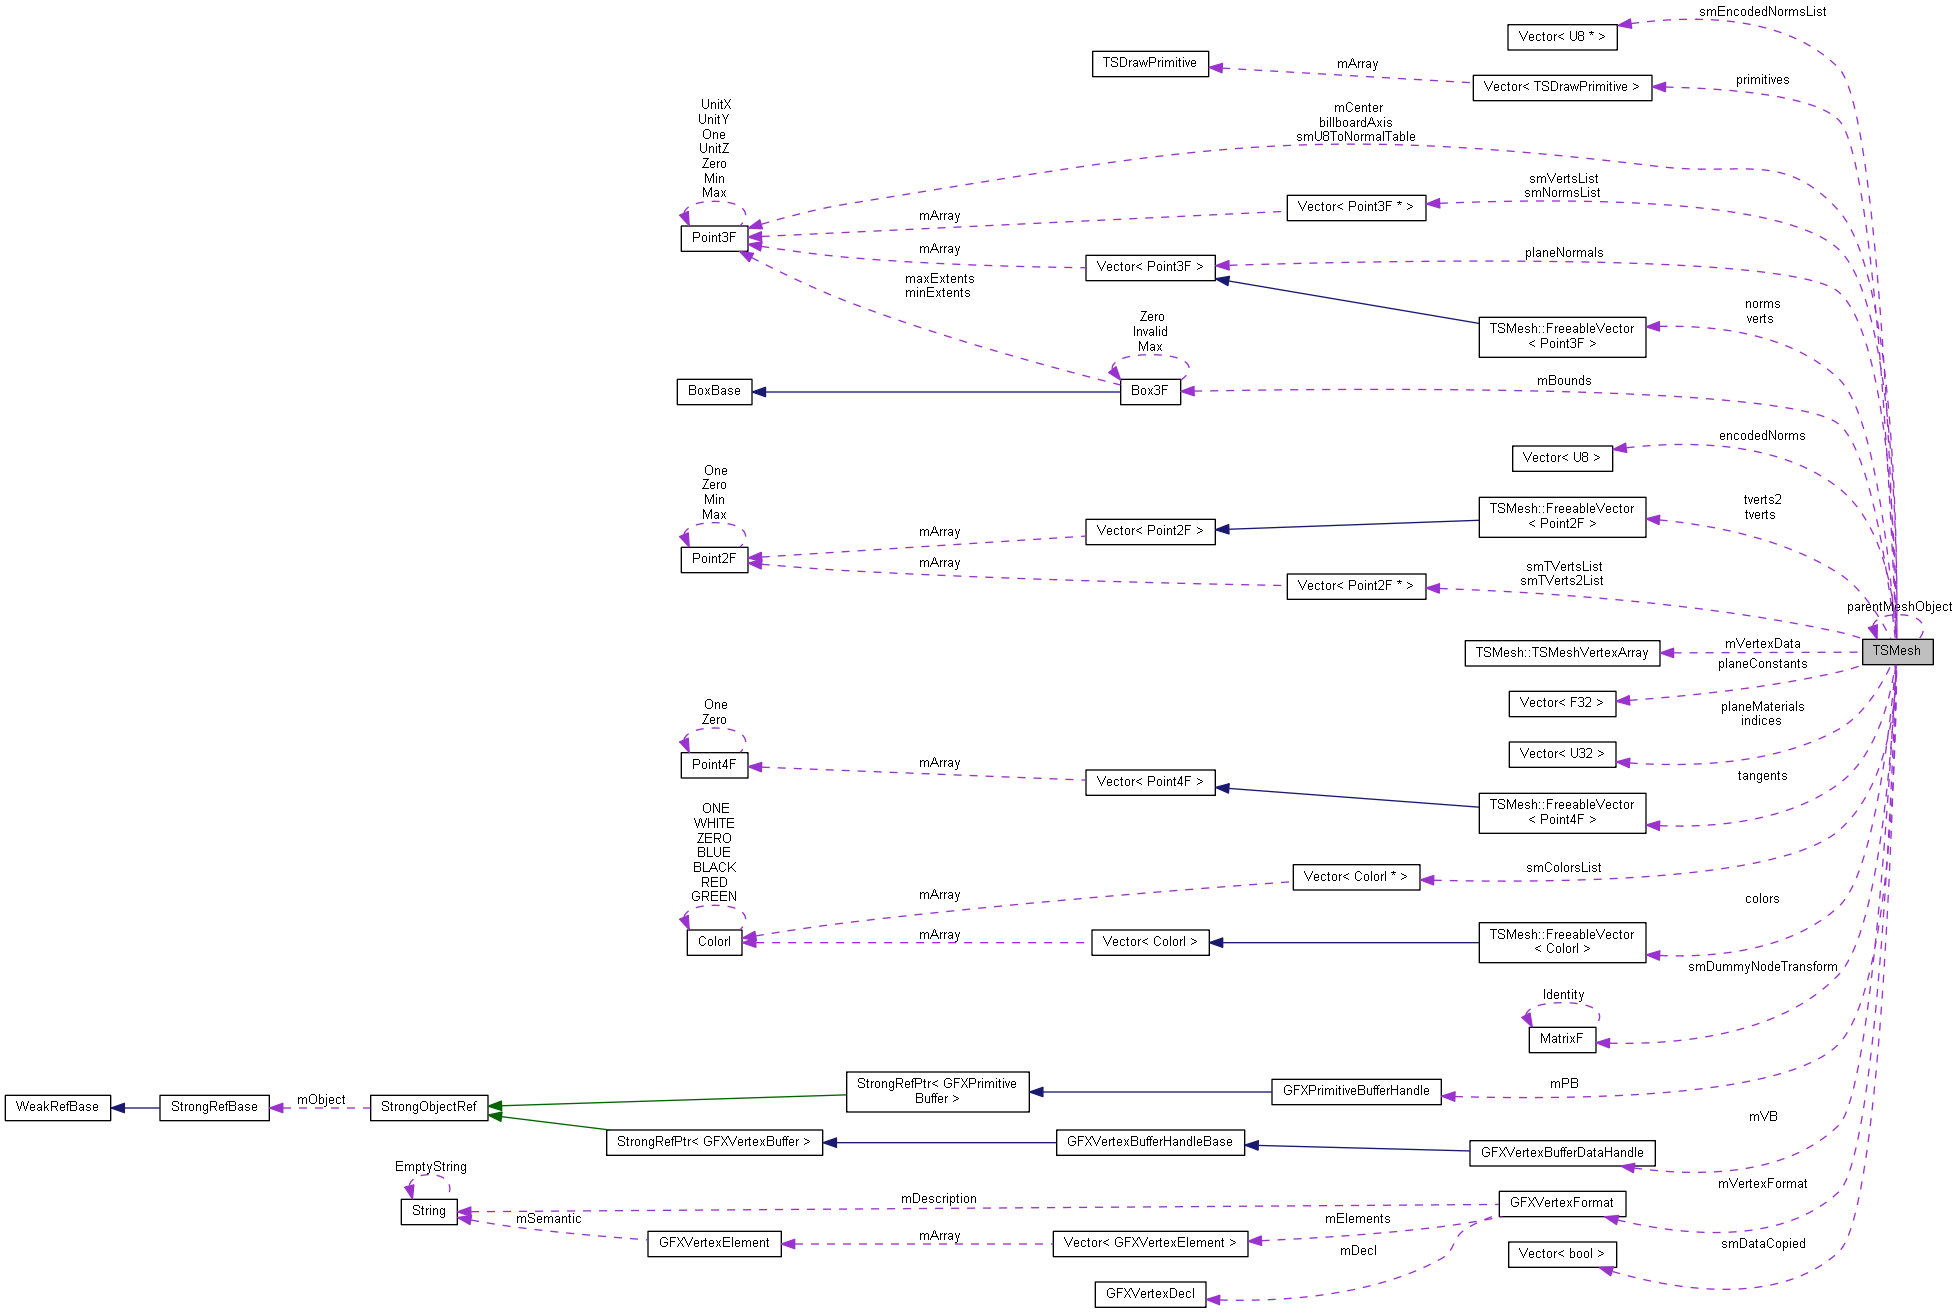 smEncodedNormsList
Vector< U8 * >
TSDrawPrimitive
mArray
Vector< TSDrawPrimitive >
primitives
UnitX
UnitY
One
UnitZ
Zero
Min
Max
mCenter
billboardAxis
smU8ToNormalTable
smVertsList
smNormsList
Vector< Point3F * >
mArray
Point3F
mArray
Vector< Point3F >
planeNormals
maxExtents
minExtents
norms
verts
TSMesh::FreeableVector
< Point3F >
Zero
Invalid
Max
BoxBase
Box3F
mBounds
encodedNorms
Vector< U8 >
One
Zero
Min
Max
tverts2
tverts
TSMesh::FreeableVector
< Point2F >
Vector< Point2F >
mArray
Point2F
mArray
Vector< Point2F * >
smTVertsList
smTVerts2List
parentMeshObject
TSMesh
mVertexData
TSMesh::TSMeshVertexArray
planeConstants
Vector< F32 >
planeMaterials
indices
Vector< U32 >
One
Zero
Point4F
mArray
Vector< Point4F >
tangents
TSMesh::FreeableVector
< Point4F >
ONE
WHITE
ZERO
BLUE
BLACK
RED
GREEN
smColorsList
Vector< ColorI * >
mArray
colors
ColorI
mArray
Vector< ColorI >
TSMesh::FreeableVector
< ColorI >
smDummyNodeTransform
Identity
MatrixF
WeakRefBase
StrongRefBase
mObject
StrongObjectRef
StrongRefPtr< GFXPrimitive
Buffer >
GFXPrimitiveBufferHandle
mPB
StrongRefPtr< GFXVertexBuffer >
GFXVertexBufferHandleBase
GFXVertexBufferDataHandle
mVB
EmptyString
String
mDescription
GFXVertexFormat
mVertexFormat
mSemantic
GFXVertexElement
mArray
Vector< GFXVertexElement >
mElements
mDecl
GFXVertexDecl
Vector< bool >
smDataCopied